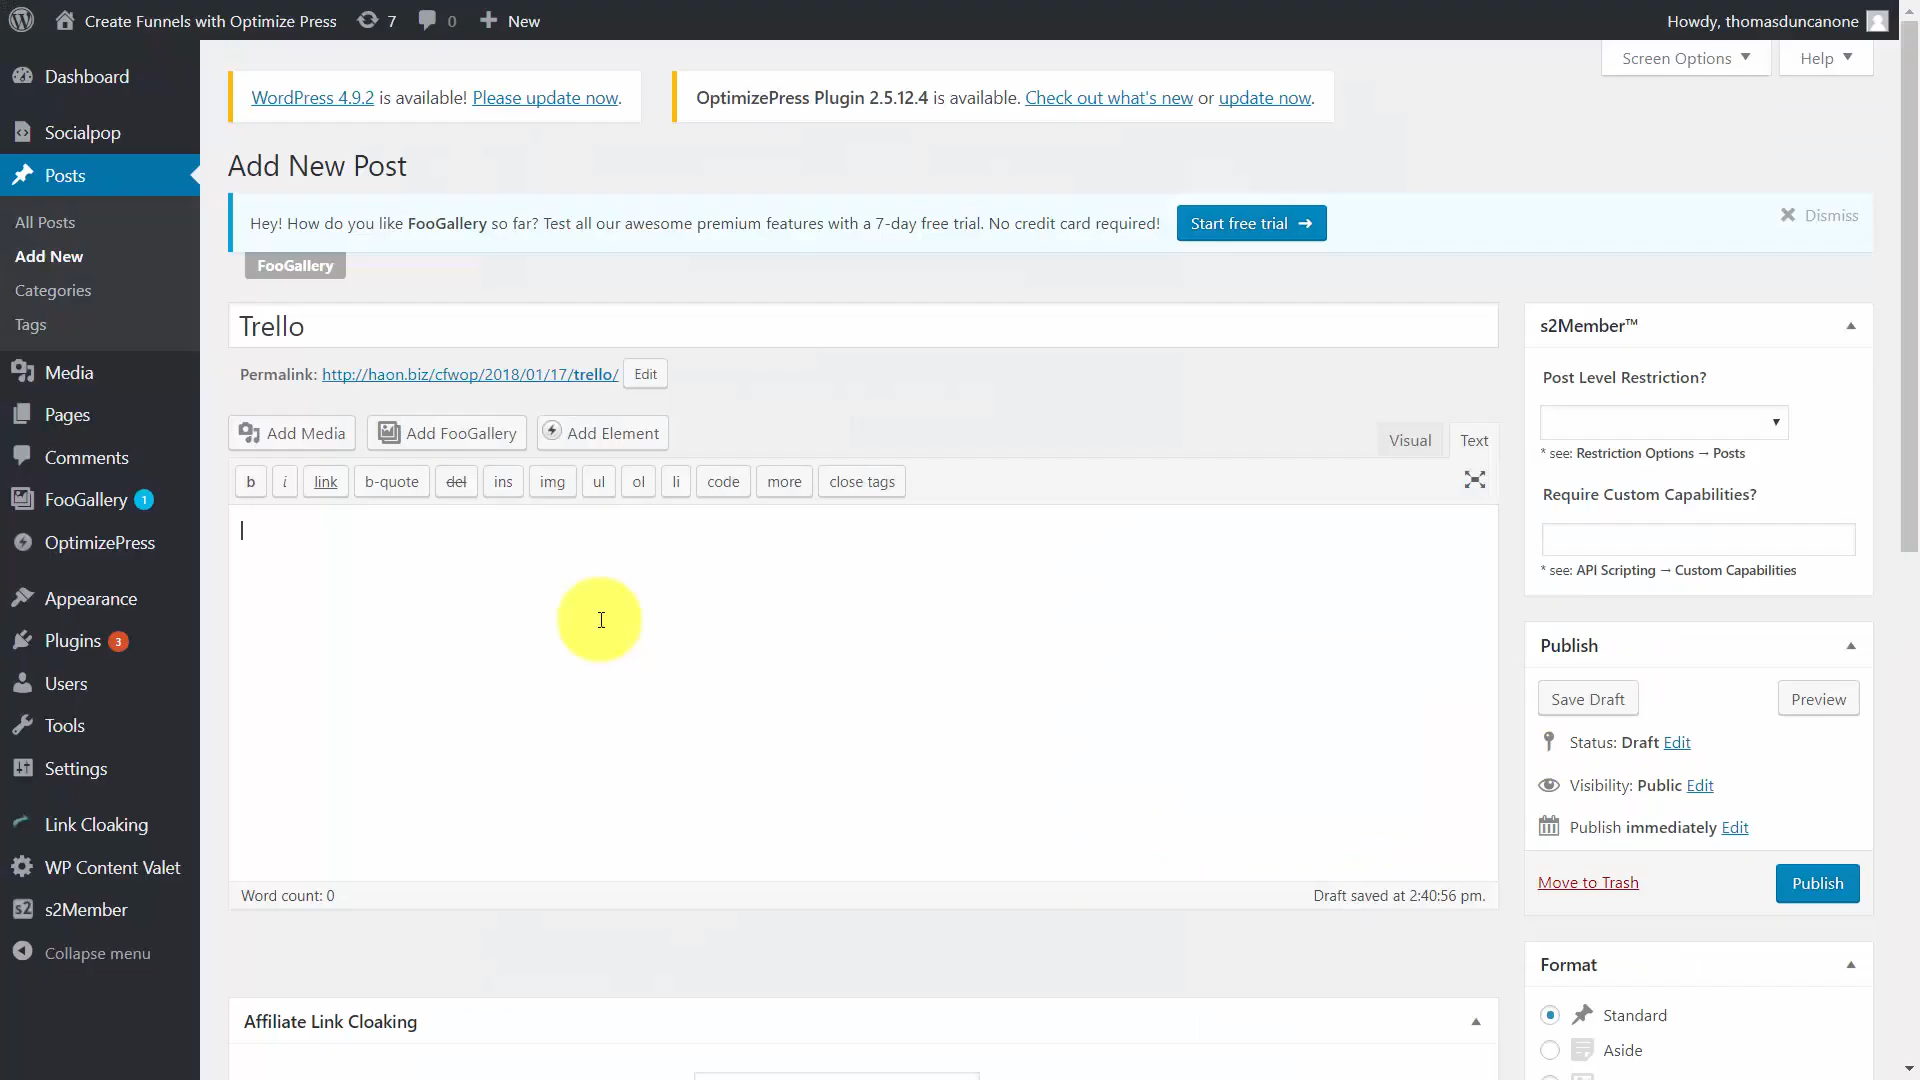 Create Funnels with Optimize Press 7 0 New Howdy, thomasduncanone
Screen Options Help
Dashboard
Socialpop
Posts
All Posts
Add New
Categories
Tags
Media
Pages
Comments
FooGallery 1
OptimizePress
Appearance
Plugins 3
Users
Tools
Settings
Link Cloaking
WP Content Valet
s2Member
Collapse menu
WordPress 4.9.2 is available! Please update now.
OptimizePress Plugin 2.5.12.4 is available. Check out what's new or update now.
Add New Post
Hey! How do you like FooGallery so far? Test all our awesome premium features with a 7-day free trial. No credit card required! Start free trial → Dismiss
FooGallery
Trello
Permalink: http://haon.biz/cfwop/2018/01/17/trello/ Edit
Add Media Add FooGallery Add Element
Visual Text
b i link b-quote del ins img ul ol li code more close tags
Word count: 0 Draft saved at 2:40:56 pm.
Affiliate Link Cloaking
s2Member™
Post Level Restriction?
* see: Restriction Options → Posts
Require Custom Capabilities?
* see: API Scripting → Custom Capabilities
Publish
Save Draft Preview
Status: Draft Edit
Visibility: Public Edit
Publish immediately Edit
Move to Trash Publish
Format
Standard
Aside